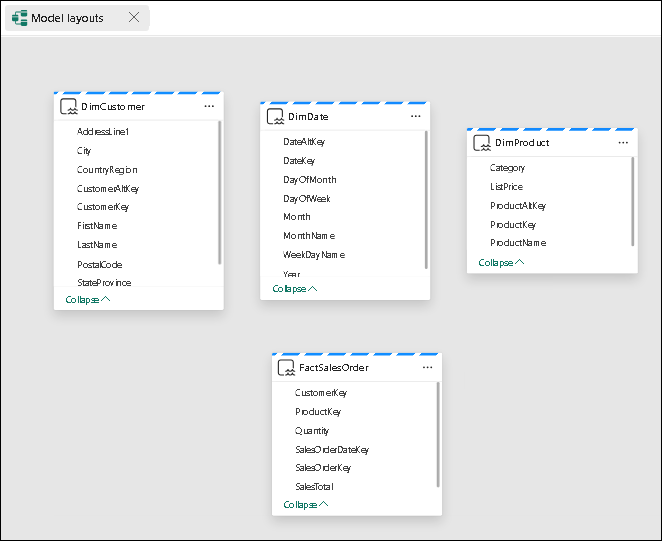 Model layouts
DimCustomer
AddressLine1
City
CountryRegion
CustomerAltKey
CustomerKey
FirstName
LastName
PostalCode
StateProvince
Collapse
DimDate
DateAltKey
DateKey
DayOfMonth
DayOfWeek
Month
MonthName
WeekDayName
Year
Collapse
DimProduct
Category
ListPrice
ProductAltKey
ProductKey
ProductName
Collapse
FactSalesOrder
CustomerKey
ProductKey
Quantity
SalesOrderDateKey
SalesOrderKey
SalesTotal
Collapse